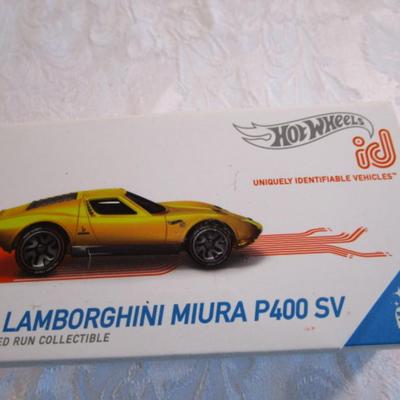 HOT WHEELS
id
UNIQUELY IDENTIFIABLE VEHICLES™
LAMBORGHINI MIURA P400 SV
ED RUN COLLECTIBLE